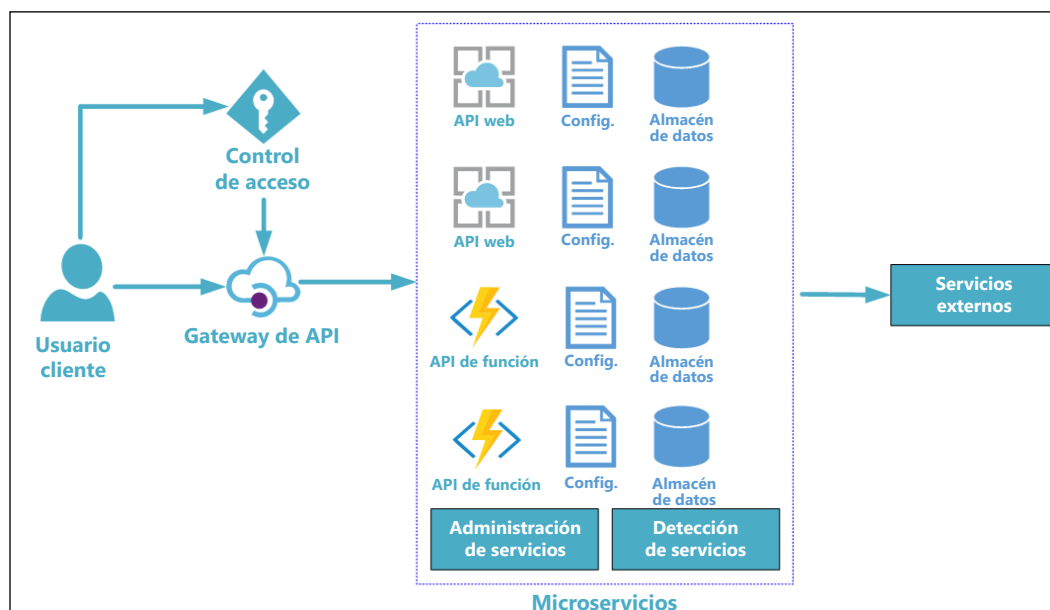 API web
Config.
Almacén
de datos
Control
de acceso
API web
Config.
Almacén
de datos
Usuario
cliente
Gateway de API
API de función
Config.
Almacén
de datos
Servicios
externos
API de función
Config.
Almacén
de datos
Administración
de servicios
Detección
de servicios
Microservicios